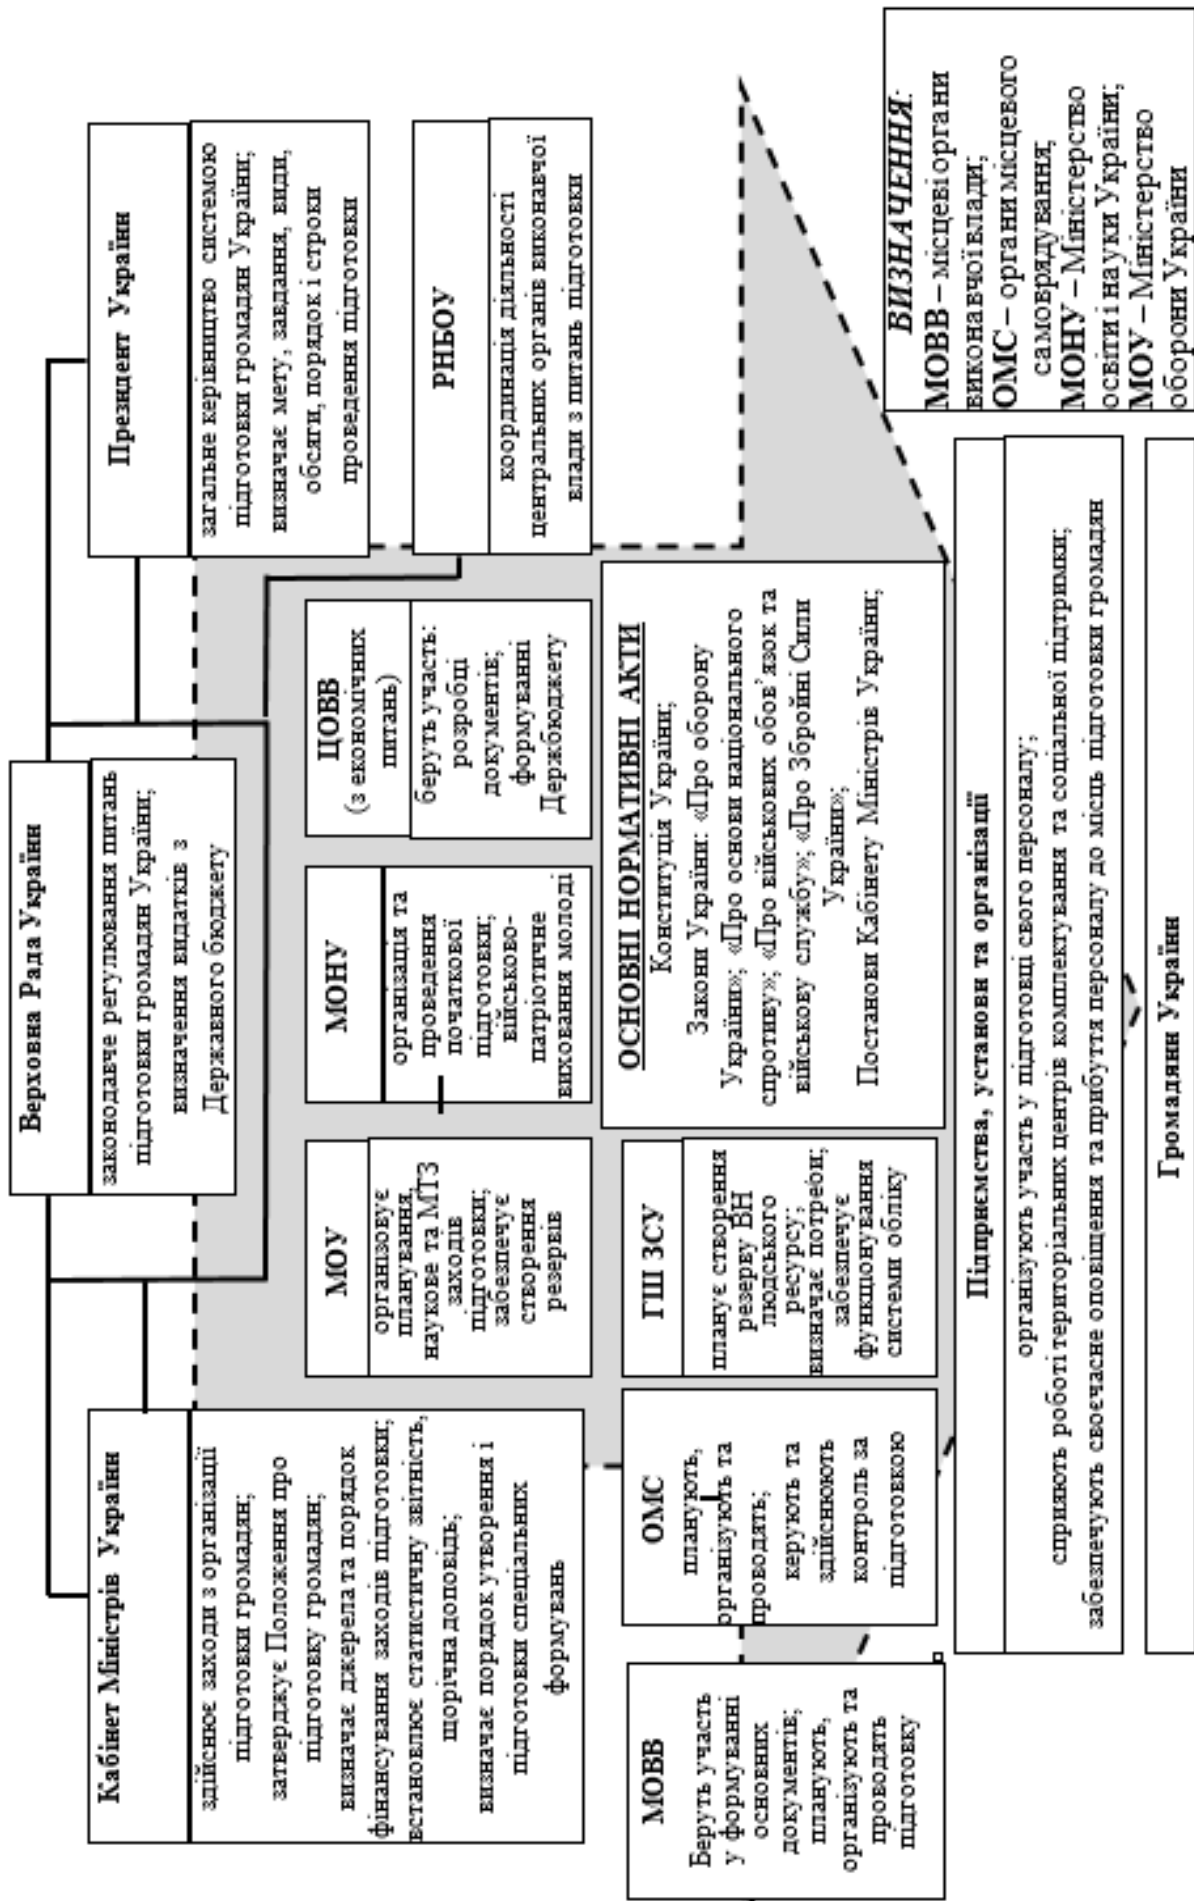 Верховна Рада України
законодавче регулювання питань
підготовки громадян України;
визначення видатків з
Державного бюджету
Кабінет Міністрів України
здійснює заходи з організації
підготовки громадян;
затверджує Положення про
підготовку громадян;
визначає джерела та порядок
фінансування заходів підготовки;
встановлює статистичну звітність,
щорічна доповідь;
визначає порядок утворення і
підготовки спеціальних
формувань
Президент України
загальне керівництво системою
підготовки громадян України;
визначає мету, завдання, види,
обсяги, порядок і строки
проведення підготовки
МОУ
організовує
планування,
наукове та МТЗ
заходів
підготовки;
забезпечує
створення
резервів
МОНУ
організація та
проведення
початкової
підготовки;
військово-
патріотичне
виховання молоді
ЦОВВ
(з економічних
питань)
беруть участь:
розробці
документів;
формуванні
Держбюджету
РНБОУ
координація діяльності
центральних органів виконавчої
влади з питань підготовки
МОВВ
Беруть участь
у формуванні
основних
документів;
планують,
організують та
проводять
підготовку
ОМС
планують,
організують та
проводять;
керують та
здійснюють
контроль за
підготовкою
ГШ ЗСУ
планує створення
резерву ВН
людського
ресурсу;
визначає потреби;
забезпечує
функціонування
системи обліку
ОСНОВНІ НОРМАТИВНІ АКТИ
Конституція України;
Закони України: «Про оборону
України»; «Про основи національного
спротиву»; «Про військових обов’язок та
військову службу»; «Про Збройні Сили
України»;
Постанови Кабінету Міністрів України;
Підприємства, установи та організації
організують участь у підготовці свого персоналу;
сприяють роботі територіальних центрів комплектування та соціальної підтримки;
забезпечують своєчасне оповіщення та прибуття персоналу до місць підготовки громадян
Громадяни України
ВИЗНАЧЕННЯ:
МОВВ – місцеві органи
виконавчої влади;
ОМС – органи місцевого
самоврядування;
МОНУ – Міністерство
освіти і науки України;
МОУ – Міністерство
оборони України